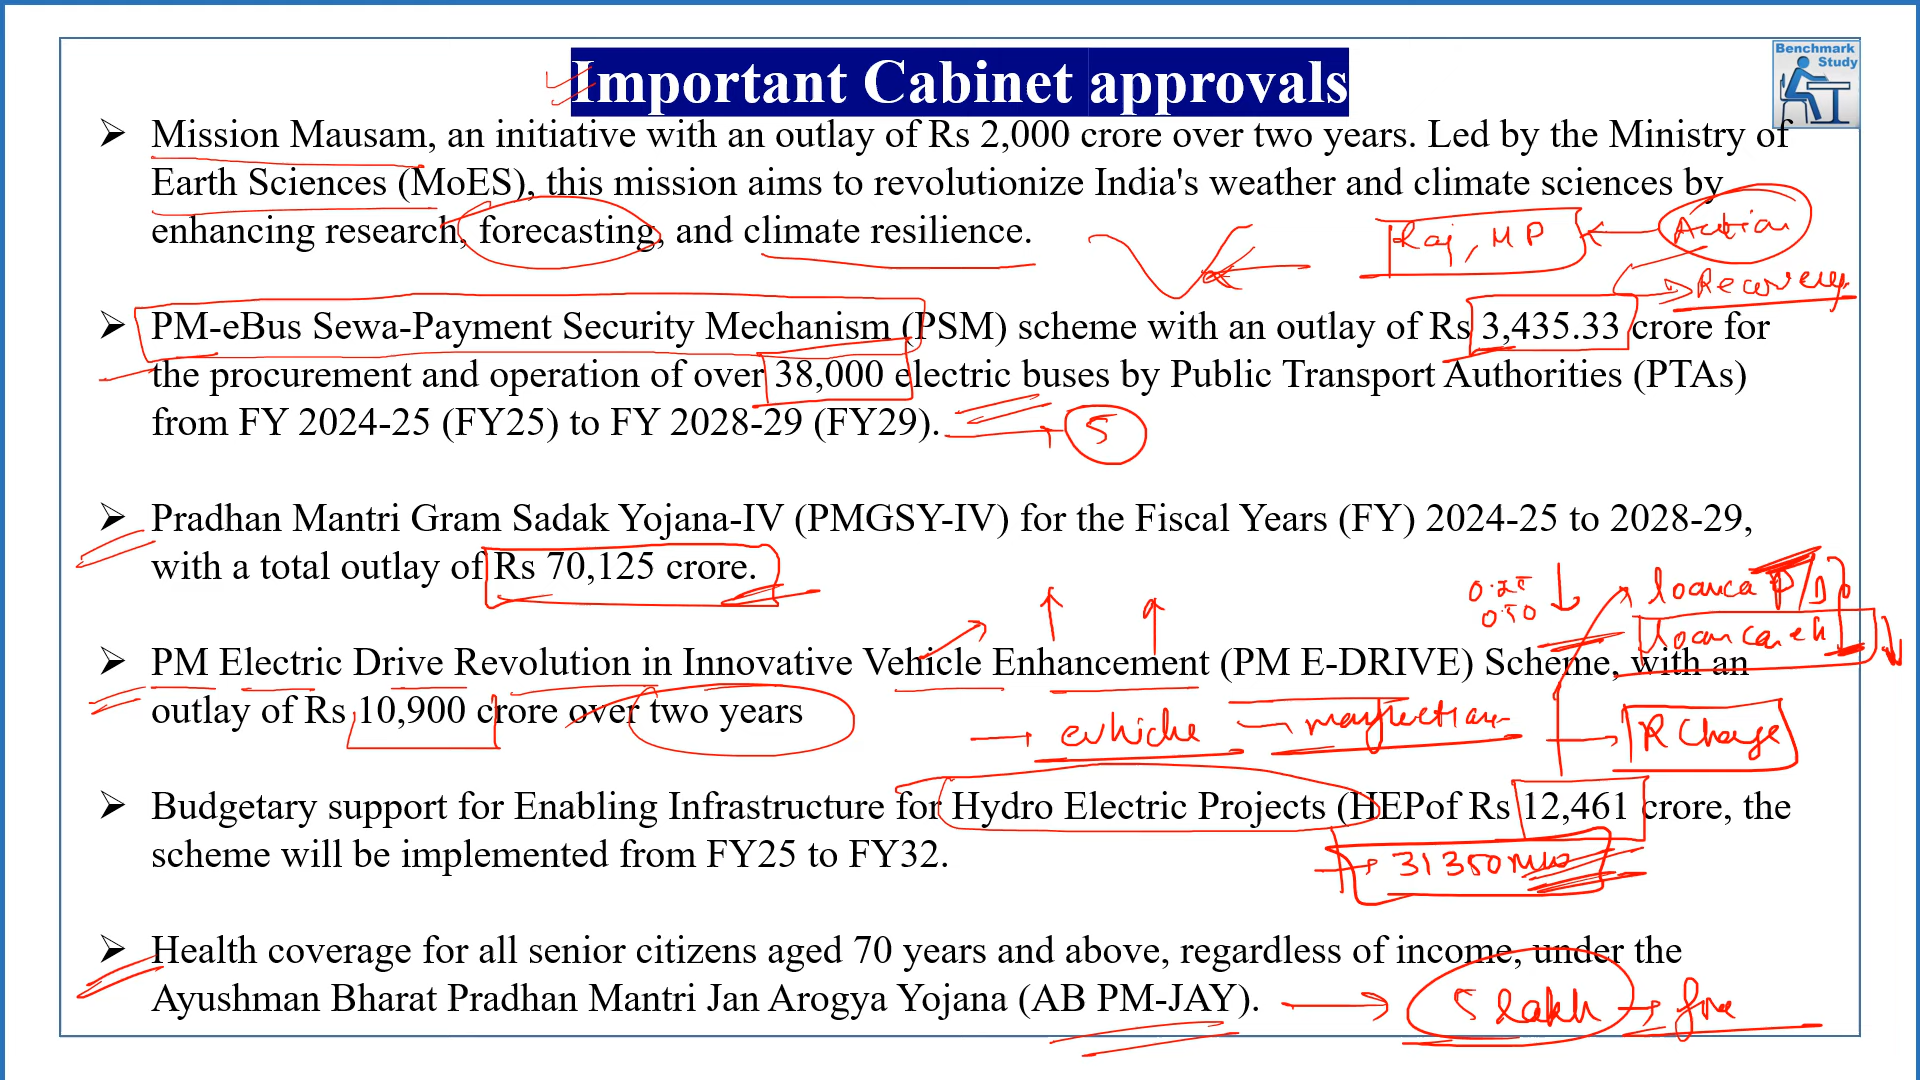 Important Cabinet approvals
Benchmark
Study
➢ Mission Mausam, an initiative with an outlay of Rs 2,000 crore over two years. Led by the Ministry of
Earth Sciences (MoES), this mission aims to revolutionize India's weather and climate sciences by
enhancing research, forecasting, and climate resilience.
Raj, MP
Action
Recovery
➢ PM-eBus Sewa-Payment Security Mechanism (PSM) scheme with an outlay of Rs 3,435.33 crore for
the procurement and operation of over 38,000 electric buses by Public Transport Authorities (PTAs)
from FY 2024-25 (FY25) to FY 2028-29 (FY29).
5
➢ Pradhan Mantri Gram Sadak Yojana-IV (PMGSY-IV) for the Fiscal Years (FY) 2024-25 to 2028-29,
with a total outlay of Rs 70,125 crore.
0.25
0.50
➢ PM Electric Drive Revolution in Innovative Vehicle Enhancement (PM E-DRIVE) Scheme, with an
outlay of Rs 10,900 crore over two years
R Charge
➢ Budgetary support for Enabling Infrastructure for Hydro Electric Projects (HEPof Rs 12,461 crore, the
scheme will be implemented from FY25 to FY32.
31350 MW
➢ Health coverage for all senior citizens aged 70 years and above, regardless of income, under the
Ayushman Bharat Pradhan Mantri Jan Arogya Yojana (AB PM-JAY).
5 lakh